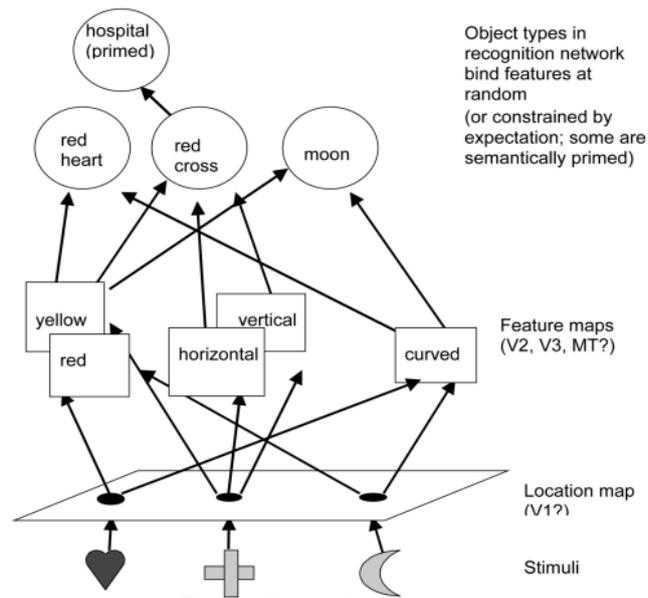 hospital
(primed)
Object types in
recognition network
bind features at
random
(or constrained by
expectation; some are
semantically primed)
red
heart
red
cross
moon
yellow
vertical
red
horizontal
curved
Feature maps
(V2, V3, MT?)
Location map
(V1?)
Stimuli